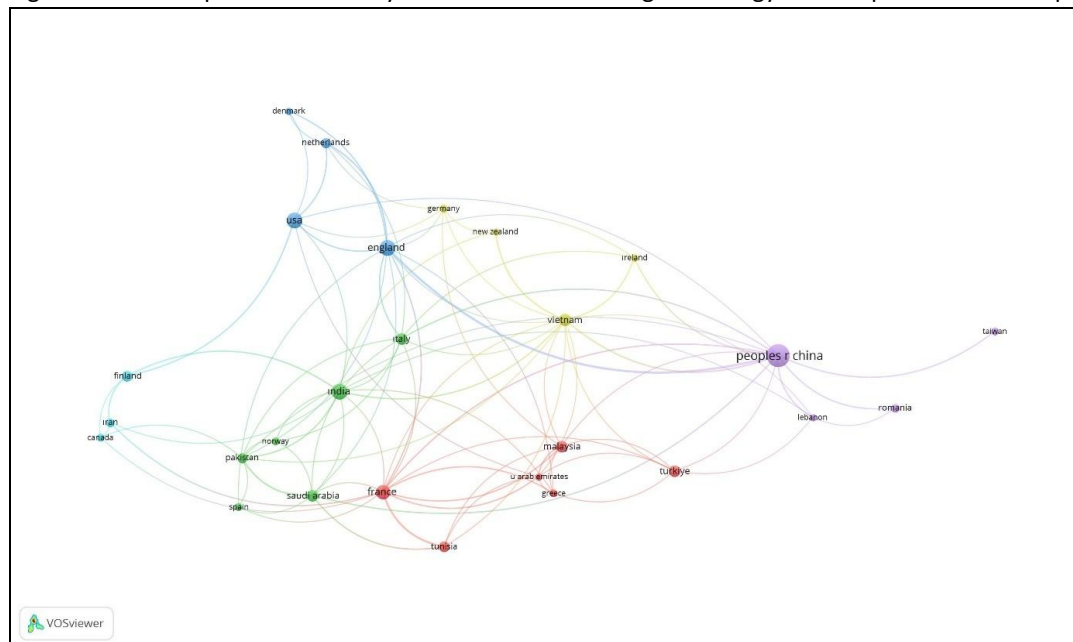 denmark
netherlands
usa
germany
new zealand
england
ireland
vietnam
taiwan
italy
peoples r china
finland
india
romania
lebanon
iran
canada
norway
malaysia
pakistan
turkiye
u arab emirates
france
greece
saudi arabia
spain
tunisia
VOSviewer